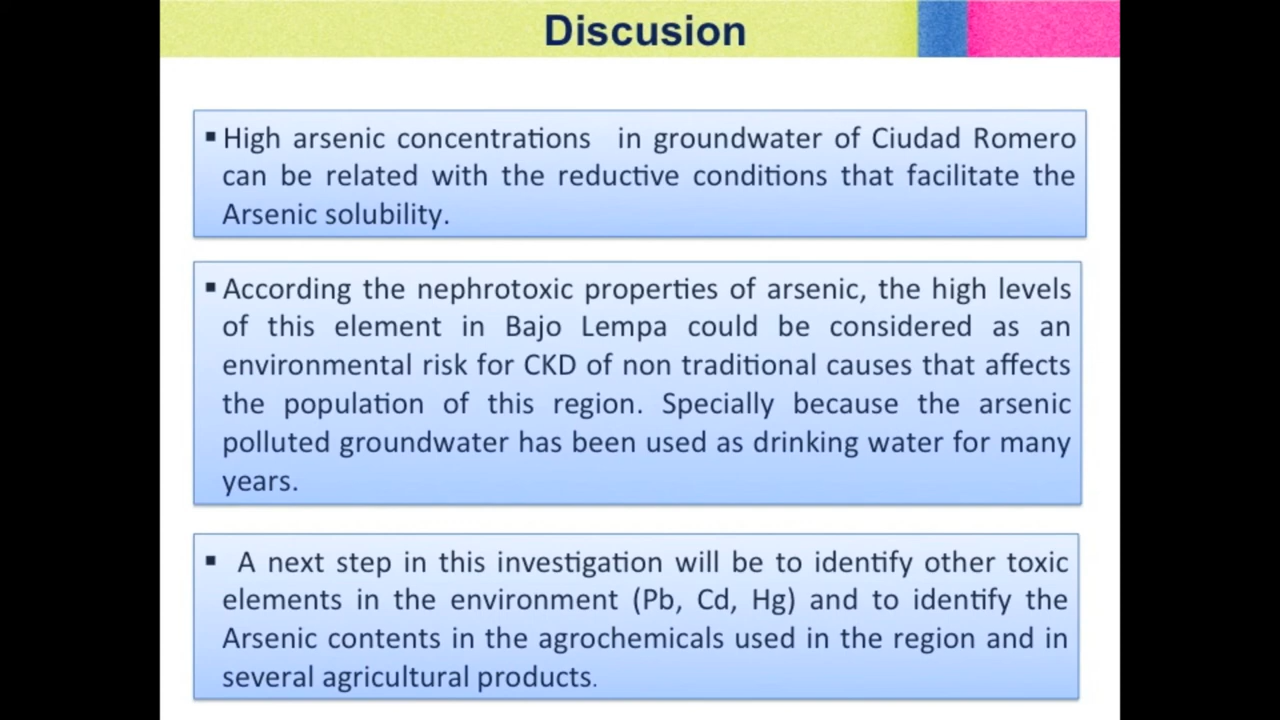 Discusion
▪ High arsenic concentrations in groundwater of Ciudad Romero
can be related with the reductive conditions that facilitate the
Arsenic solubility.
▪ According the nephrotoxic properties of arsenic, the high levels
of this element in Bajo Lempa could be considered as an
environmental risk for CKD of non traditional causes that affects
the population of this region. Specially because the arsenic
polluted groundwater has been used as drinking water for many
years.
▪ A next step in this investigation will be to identify other toxic
elements in the environment (Pb, Cd, Hg) and to identify the
Arsenic contents in the agrochemicals used in the region and in
several agricultural products.